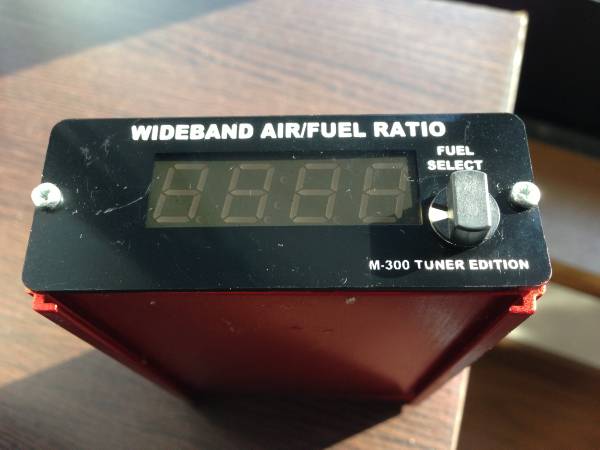 WIDEBAND AIR/FUEL RATIO
FUEL
SELECT
M-300 TUNER EDITION